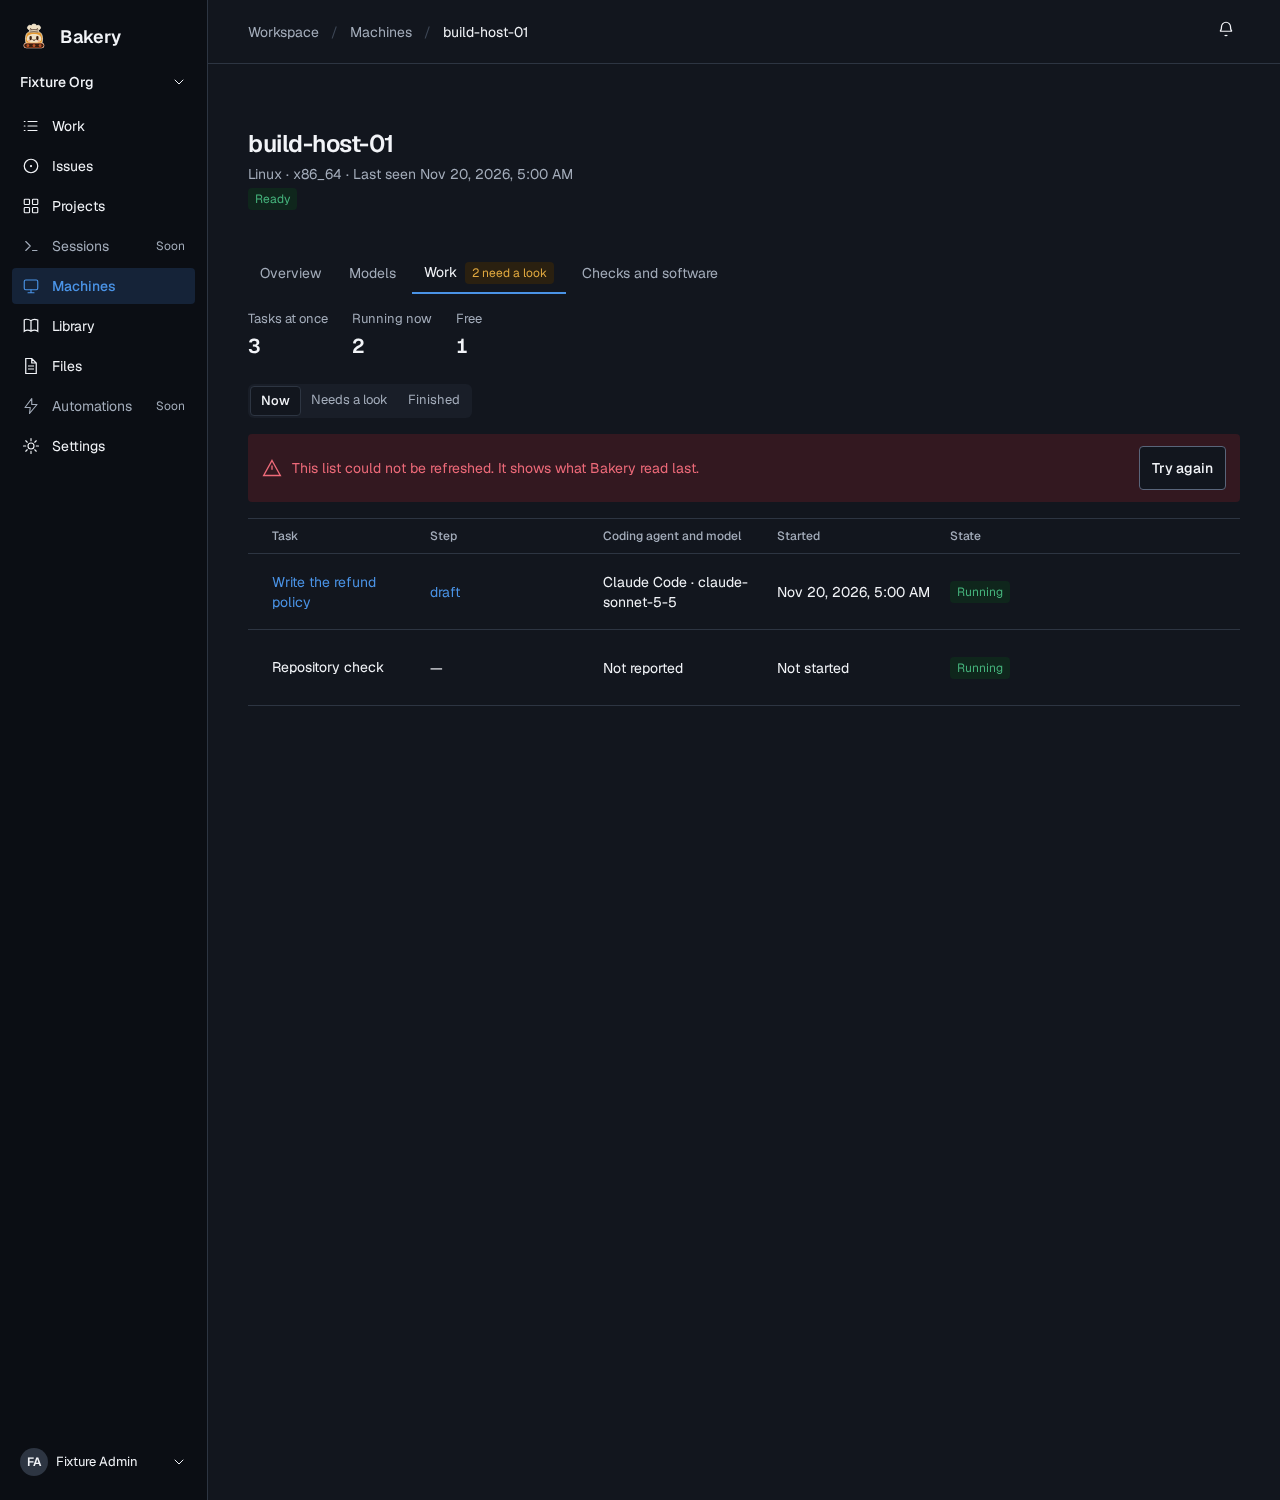 Bakery
Fixture Org
Work
Issues
Projects
Sessions Soon
Machines
Library
Files
Automations Soon
Settings
FA Fixture Admin
Workspace / Machines / build-host-01
build-host-01
Linux · x86_64 · Last seen Nov 20, 2026, 5:00 AM
Ready
Overview Models Work 2 need a look Checks and software
Tasks at once Running now Free
3 2 1
Now Needs a look Finished
This list could not be refreshed. It shows what Bakery read last. Try again
Task Step Coding agent and model Started State
Write the refund policy draft Claude Code · claude-sonnet-5-5 Nov 20, 2026, 5:00 AM Running
Repository check — Not reported Not started Running